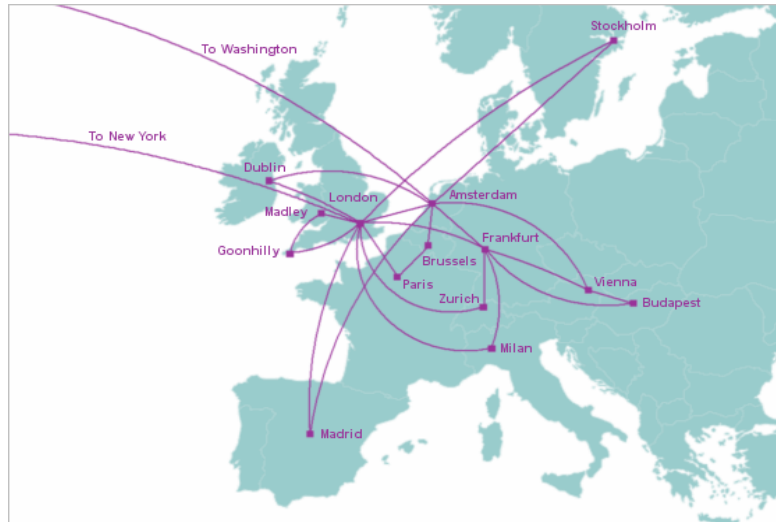 Stockholm
To Washington
To New York
Dublin
London
Amsterdam
Madley
Frankfurt
Goonhilly
Brussels
Paris
Vienna
Zurich
Budapest
Milan
Madrid